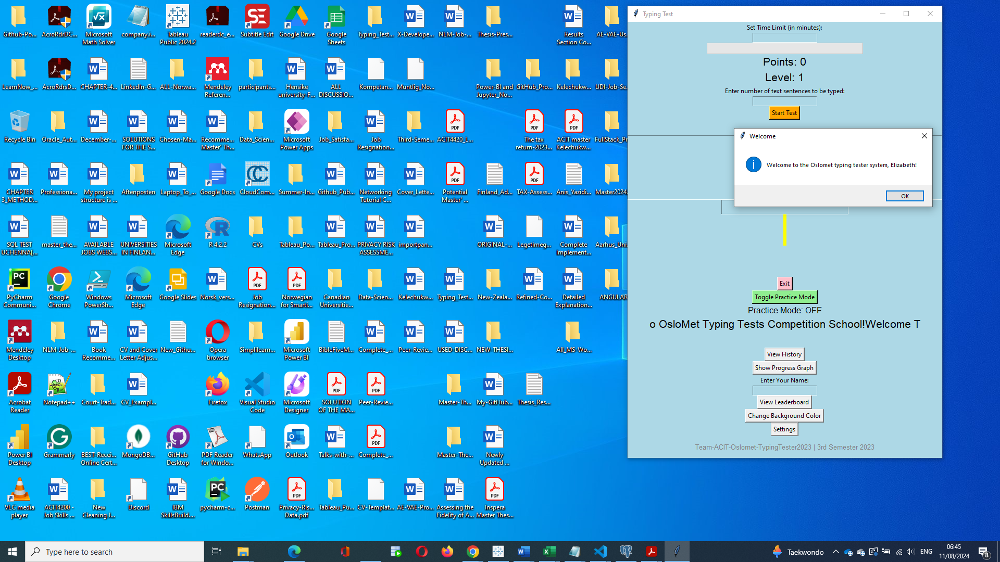 Github-Po...
AcroRdrDC...
Microsoft
Math Solver
company.i...
Tableau
Public 2024.2
readerdc_e...
Subtitle Edit
Google Drive
Google
Sheets
Typing_Test...
X-Develope...
NLM-Job-...
Thesis-Pres...
Results
Section Co...
AE-VAE-Us...
LearnNow_...
AcroRdrsD...
CHAPTER-4...
LinkedIn-G...
ALL-Norwa...
Mendeley
Referen...
participants...
Hensike
university-F...
ALL
DISCUSSIO...
Kompetan...
Muntlig_No...
Power-BI and
Jupyter_No...
GitHub_Pro...
Kelechukw...
UDI-Job-Se...
Recycle Bin
Oracle_Aut...
December-...
SOLUTIONS
FOR THE S...
Chosen-Ma...
Recomme...
Master' Th...
Data_Scien...
Microsoft
Power Apps
Job_Satisfa...
Job
Resignation...
Third-Seme...
ACIT4420_L...
The tax
return-2023...
ACIT master
Kelechukw...
FullStack_Pr
CHAPTER
3_METHOD...
Professiona...
My project
structure is ...
Aftenposten
Laptop_To_...
Google Docs
CloudCom...
Summer-In...
Github_Pub...
Networking
Tutorial C...
Cover_Lette...
Potential
Master' ...
Finland_Ad...
TAX-Assess...
Anis_Yazidi...
Master2024
SQL TEST
UCHENNA[...
master_the...
AVAILABLE
JOBS WEBS...
UNIVERSITIES
IN FINLAN...
Microsoft
Edge
R 4.2.2
CVs
Tableau_Po...
Tableau_Pro...
PRIVACY RISK
ASSESSME...
importpan...
ORIGINAL-...
Legetimeg...
Complete
Implement...
Aarhus_Uni
PyCharm
Communi...
Google
Chrome
Windows
PowerSh...
Microsoft
Edge
Google Slides
Norsk_vers...
Job
Resignation...
Norwegian
for Smarti...
Canadian
Universitie...
Data-Scien...
Kelechukw...
Typing_Test...
New-Zeala...
Refined-Co...
Detailed
Explanation...
ANGULAR
Mendeley
Desktop
NLM-Job-...
Book
Recomme...
CV and Cover
Letter Adjus...
New_Githu...
Opera
browser
Simplilearn...
Microsoft
Power BI
BibleFiveM...
Complete_...
Peer-Revie...
USED-DISC...
NEW-THESI...
All_MS-Wo...
Acrobat
Reader
Notepad++
Court-Trad...
CV_Exampl...
Firefox
Visual Studio
Code
Microsoft
Designer
SOLUTION
OF THE MA...
Peer-Revie...
Master-Th...
My-GitHub...
Thesis_Res...
Power BI
Desktop
Grammarly
BEST-Recei...
Online Cert...
MongoDB...
GitHub
Desktop
PDF Reader
for Windo...
WhatsApp
Outlook
Talks-with-...
Complete_...
Master-The...
Newly
Updated ...
VLC media
player
ACIT4200 -
Job Skills ...
New
Cleaning J...
Discord
IBM
SkillsBuild....
pycharm-c...
Postman
Privacy-Ris...
Data.pdf
Tableau_Pu...
CV-Templat...
AE-VAE-Pro...
Assessing the
Fidelity of A...
Inspera
Master Thes...
Typing Test
Set Time Limit (in minutes):
Points: 0
Level: 1
Enter number of text sentences to be typed:
Start Test
Welcome
Welcome to the Oslomet typing tester system, Elizabeth!
OK
Exit
Toggle Practice Mode
Practice Mode: OFF
o OsloMet Typing Tests Competition School!Welcome T
View History
Show Progress Graph
Enter Your Name:
View Leaderboard
Change Background Color
Settings
Team-ACIT-Oslomet-TypingTester2023 | 3rd Semester 2023
Type here to search
Taekwondo
ENG
06:45
11/08/2024
8